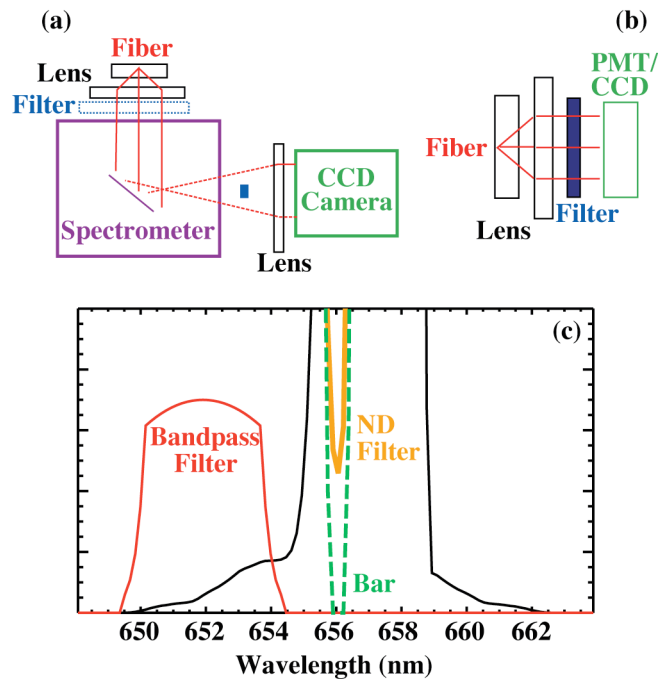 (a)
Fiber
Lens
Filter
CCD
Camera
Spectrometer
Lens
(b)
PMT/
CCD
Fiber
Filter
Lens
(c)
ND
Filter
Bandpass
Filter
Bar
650 652 654 656 658 660 662
Wavelength (nm)